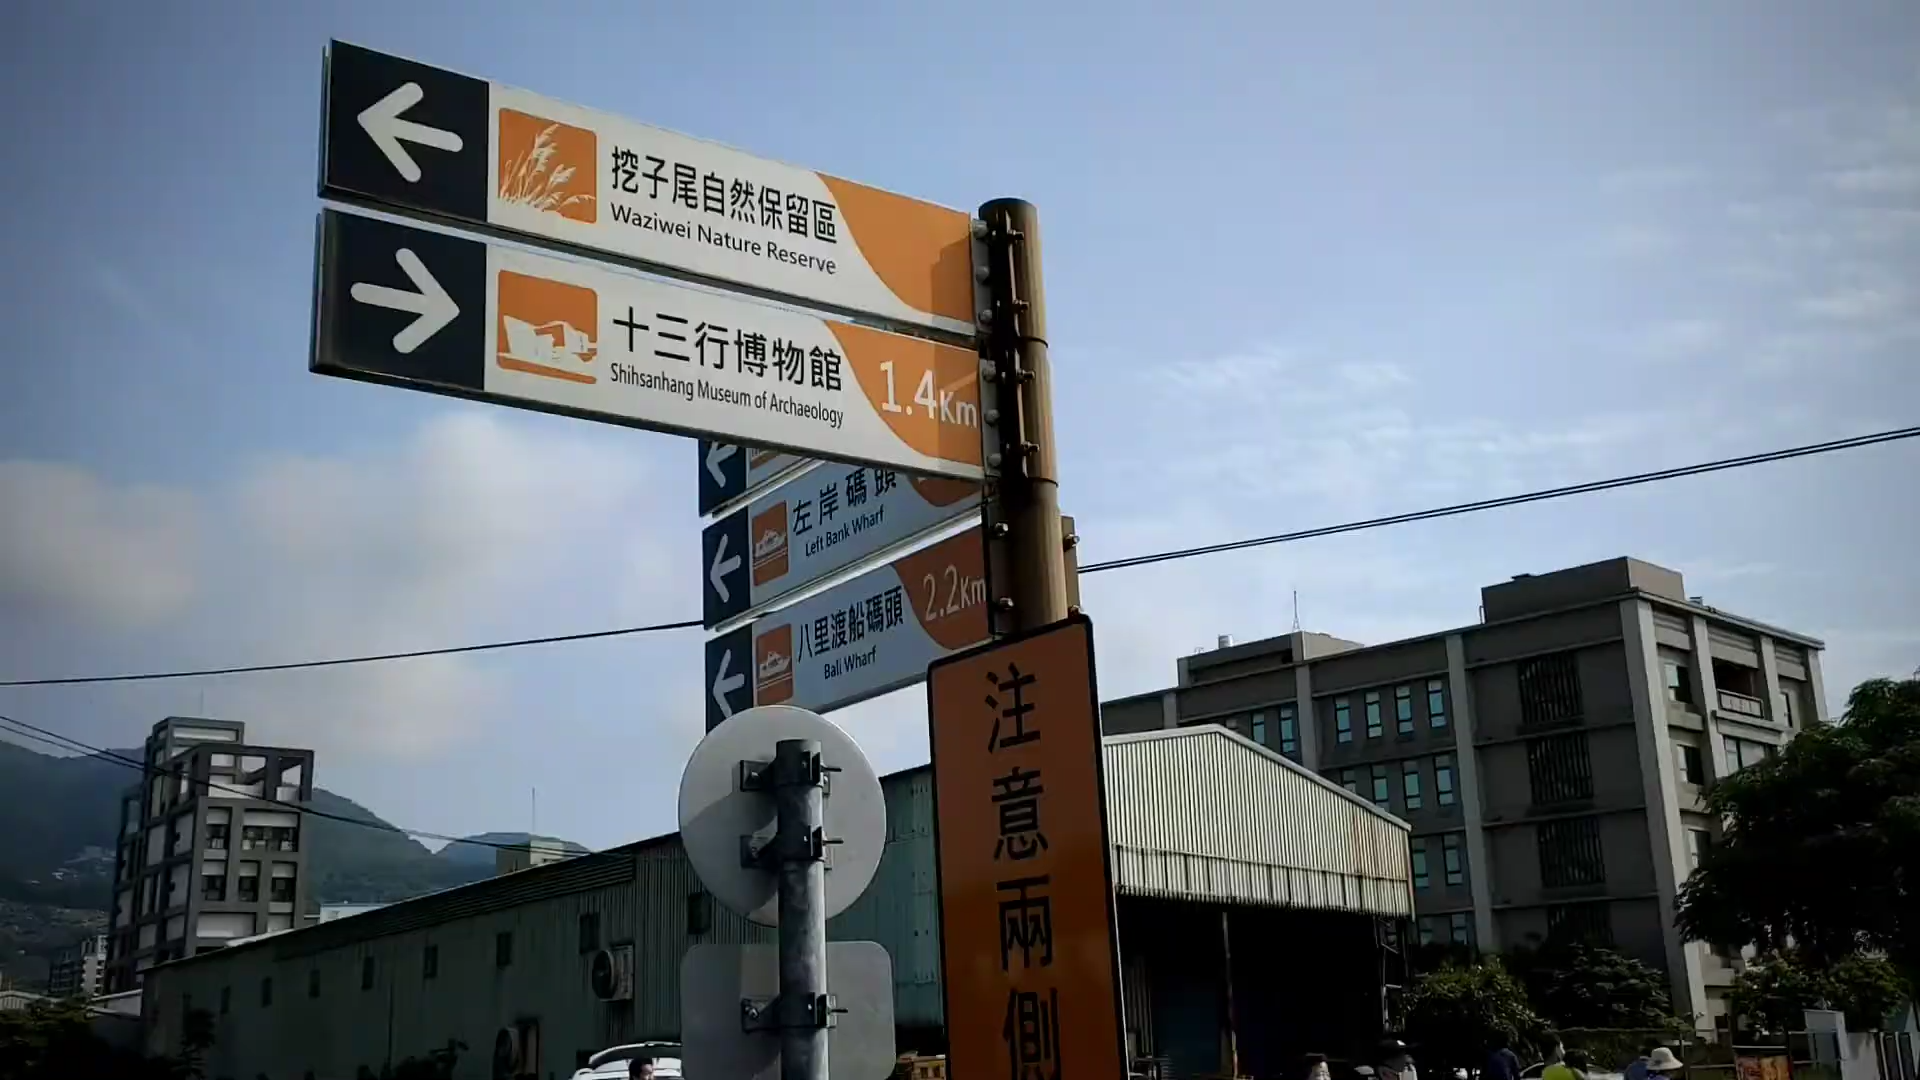 挖子尾自然保留區
Waziwei Nature Reserve
十三行博物館
Shihsanhang Museum of Archaeology
1.4Km
左岸碼頭
Left Bank Wharf
八里渡船碼頭
Bali Wharf
2.2Km
注意兩側